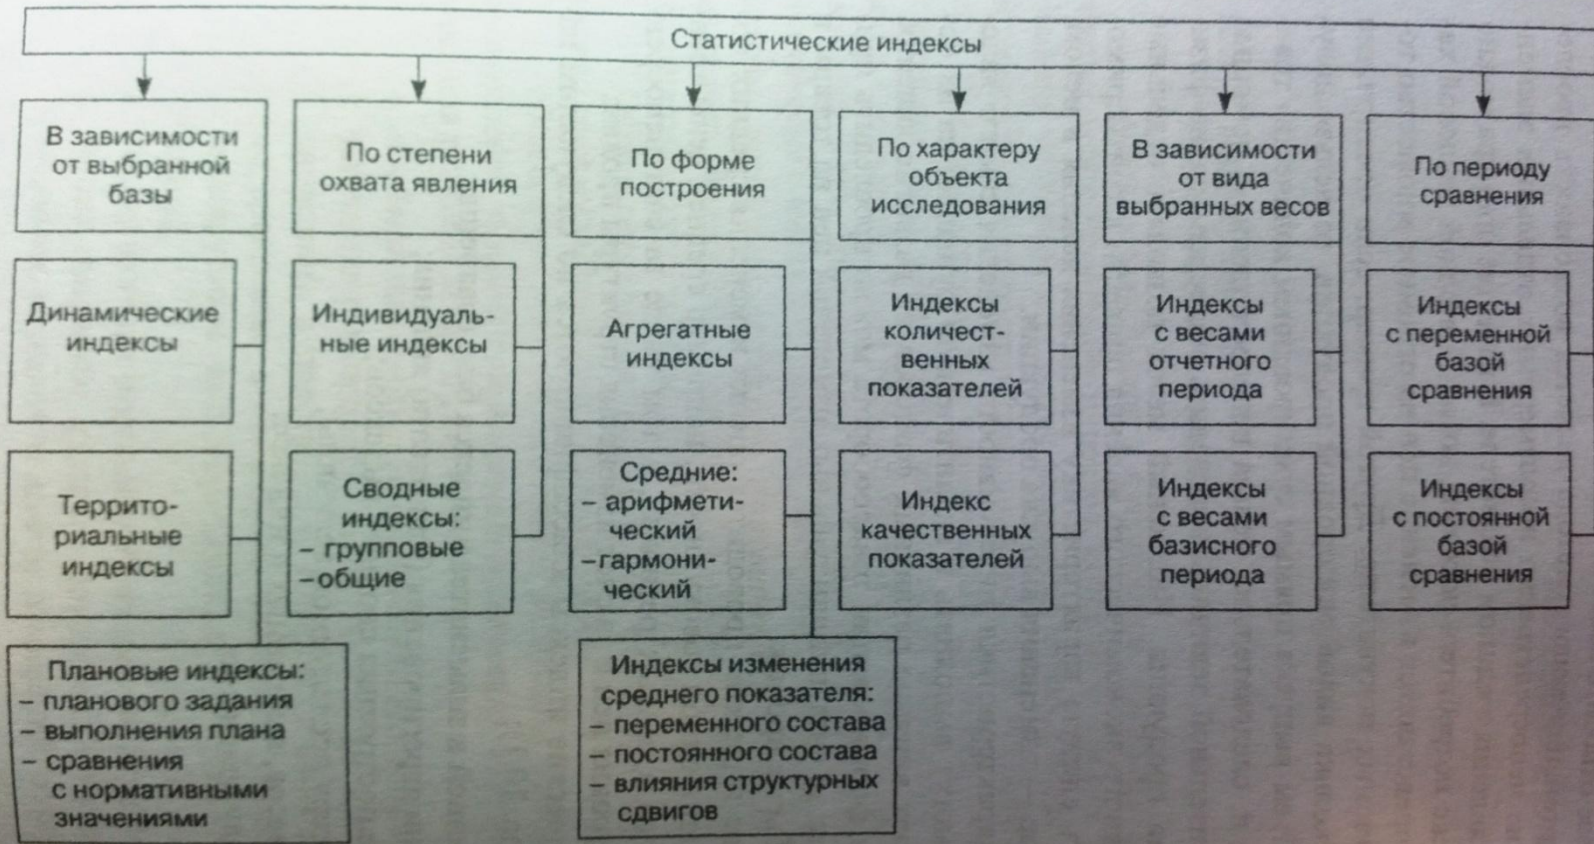 Статистические индексы
В зависимости
от выбранной
базы
По степени
охвата явления
По форме
построения
По характеру
объекта
исследования
В зависимости
от вида
выбранных весов
По периоду
сравнения
Динамические
индексы
Индивидуаль-
ные индексы
Агрегатные
индексы
Индексы
количест-
венных
показателей
Индексы
с весами
отчетного
периода
Индексы
с переменной
базой
сравнения
Террито-
риальные
индексы
Сводные
индексы:
– групповые
– общие
Средние:
– арифмети-
ческий
– гармони-
ческий
Индекс
качественных
показателей
Индексы
с весами
базисного
периода
Индексы
с постоянной
базой
сравнения
Плановые индексы:
– планового задания
– выполнения плана
– сравнения
с нормативными
значениями
Индексы изменения
среднего показателя:
– переменного состава
– постоянного состава
– влияния структурных
сдвигов